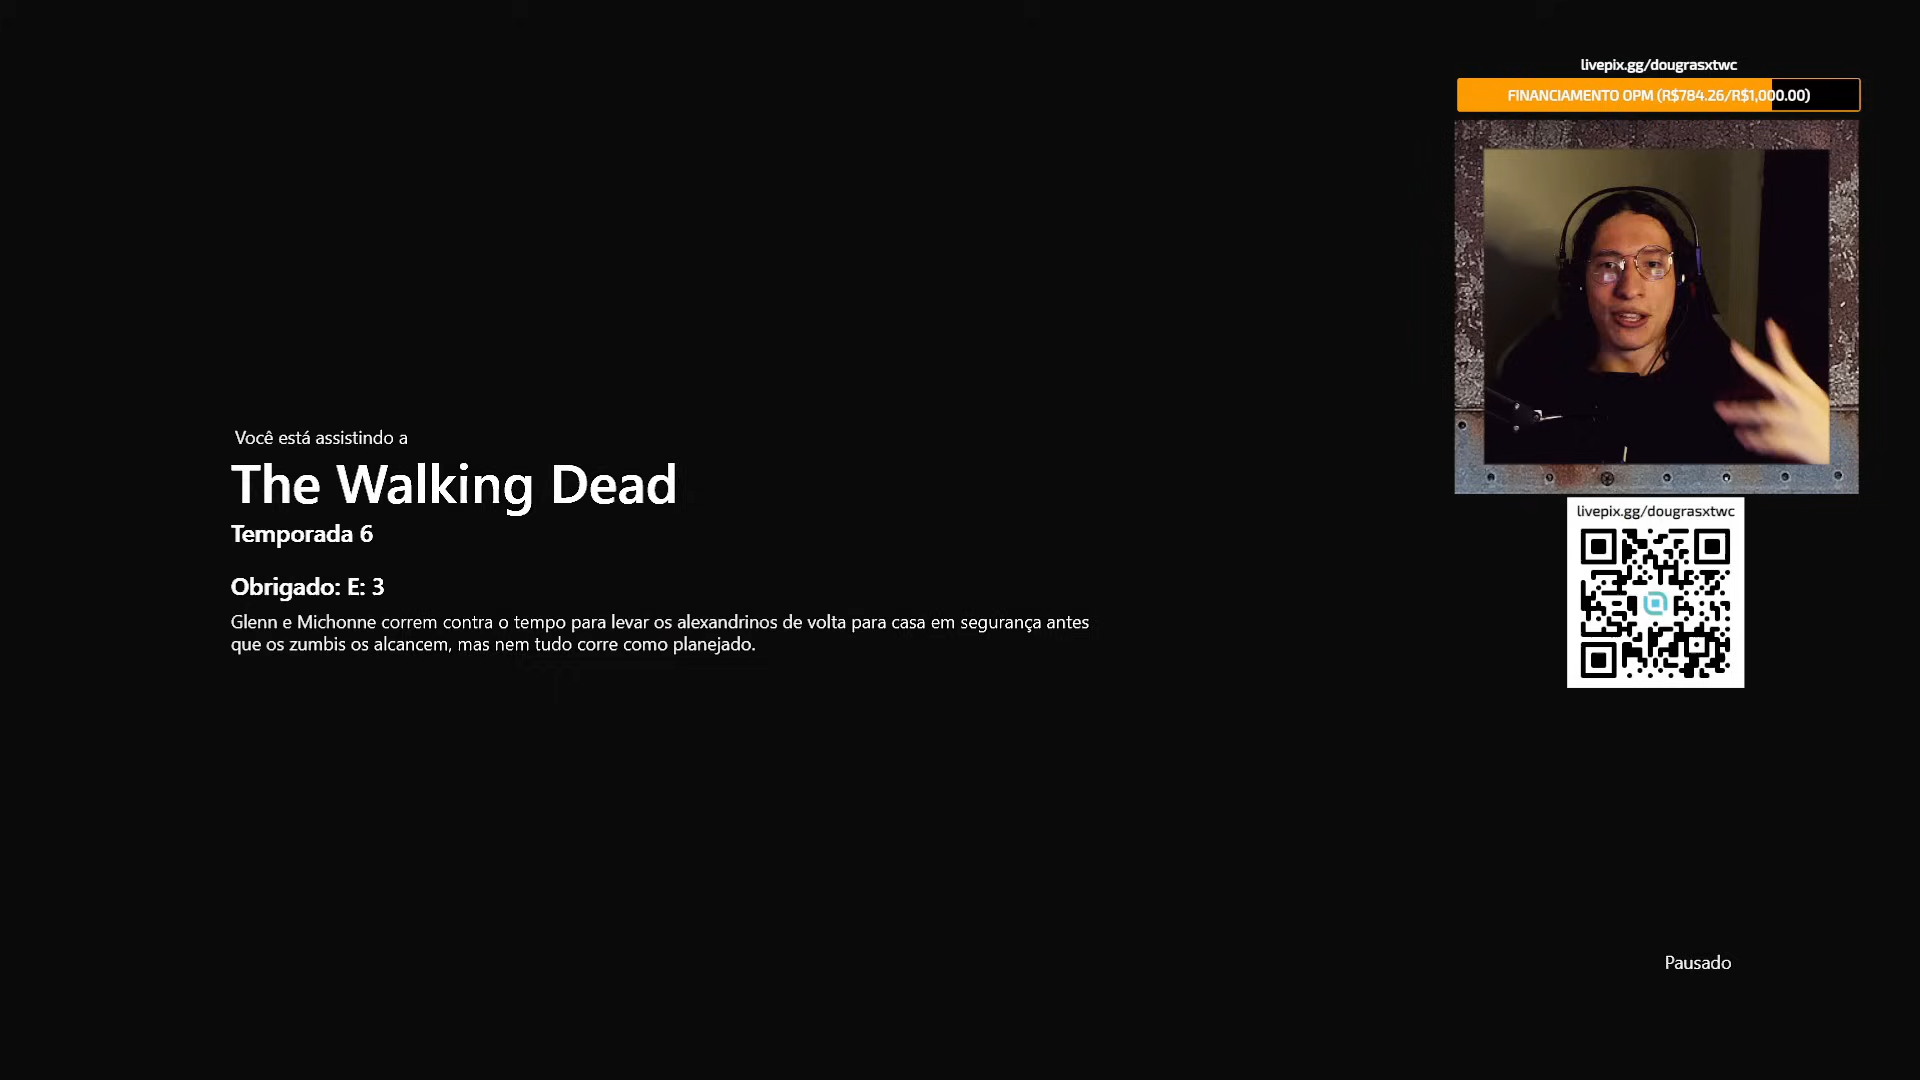 livepix.gg/dougrasxtwc
FINANCIAMENTO OPM (R$784.26/R$1,000.00)
Você está assistindo a
The Walking Dead
Temporada 6
Obrigado: E: 3
Glenn e Michonne correm contra o tempo para levar os alexandrinos de volta para casa em segurança antes
que os zumbis os alcancem, mas nem tudo corre como planejado.
livepix.gg/dougrasxtwc
Pausado